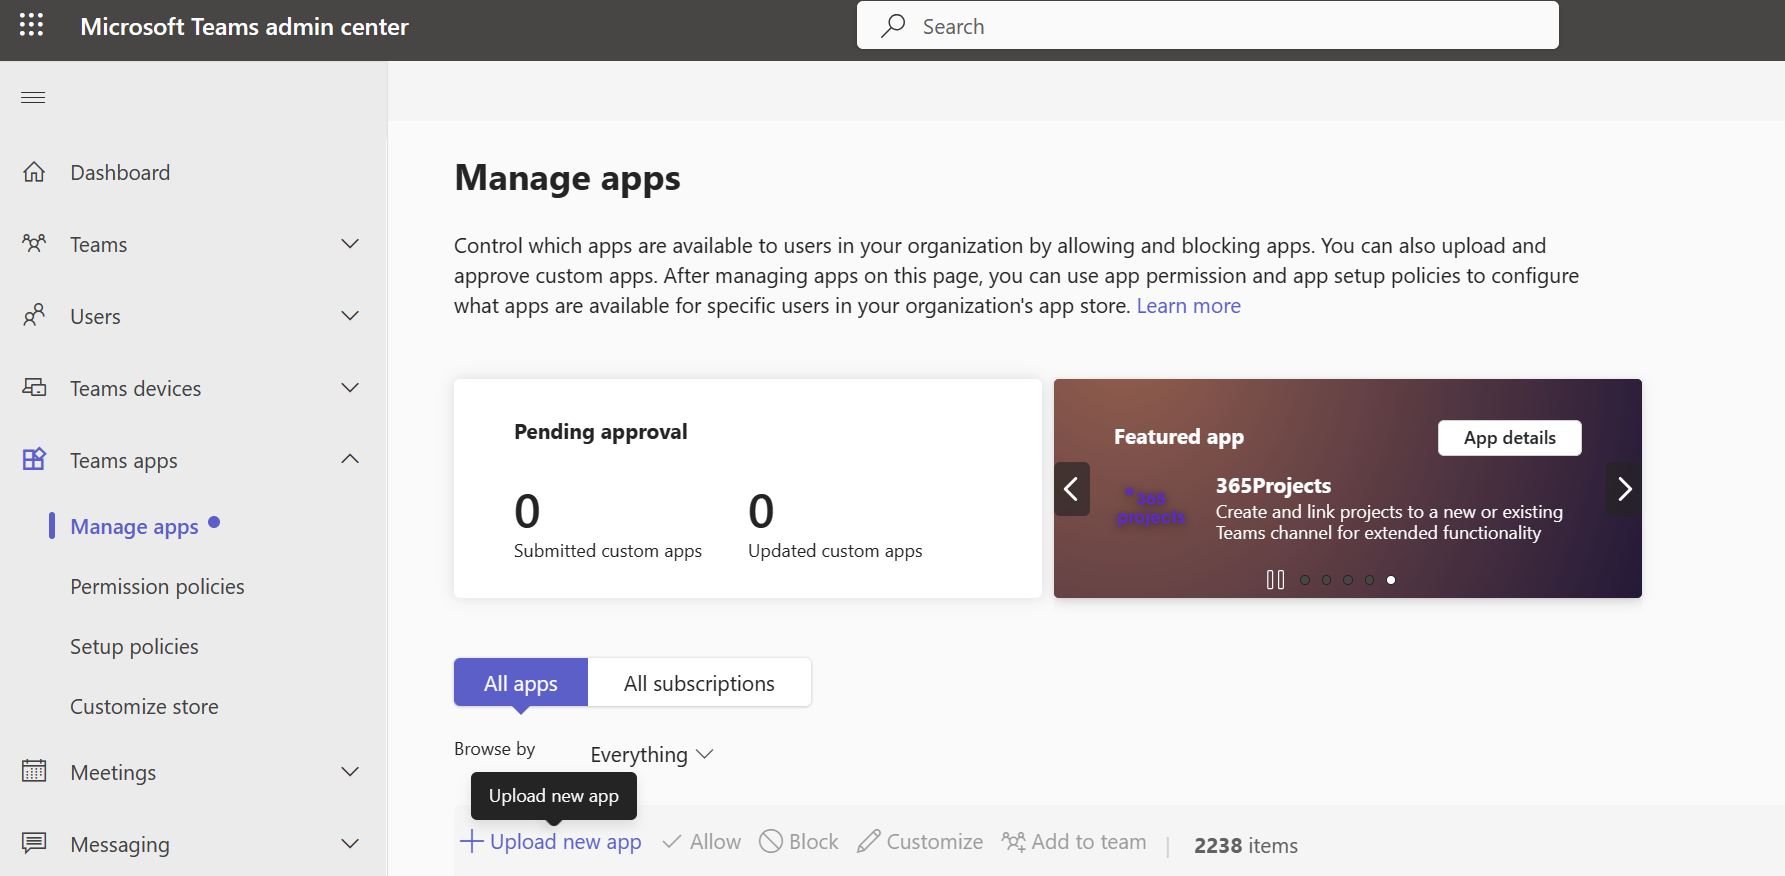 Microsoft Teams admin center
Search
Dashboard
Teams
Users
Teams devices
Teams apps
Manage apps
Permission policies
Setup policies
Customize store
Meetings
Messaging
Manage apps
Control which apps are available to users in your organization by allowing and blocking apps. You can also upload and
approve custom apps. After managing apps on this page, you can use app permission and app setup policies to configure
what apps are available for specific users in your organization's app store. Learn more
Pending approval
0
Submitted custom apps
0
Updated custom apps
Featured app
App details
365
projects
365Projects
Create and link projects to a new or existing
Teams channel for extended functionality
All apps
All subscriptions
Browse by
Everything
Upload new app
Upload new app
Allow
Block
Customize
Add to team
2238 items